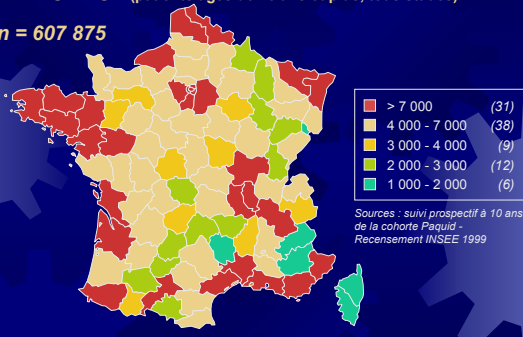 n = 607 875
> 7 000 (31)
4 000 - 7 000 (38)
3 000 - 4 000 (9)
2 000 - 3 000 (12)
1 000 - 2 000 (6)
Sources : suivi prospectif à 10 ans
de la cohorte Paquid -
Recensement INSEE 1999